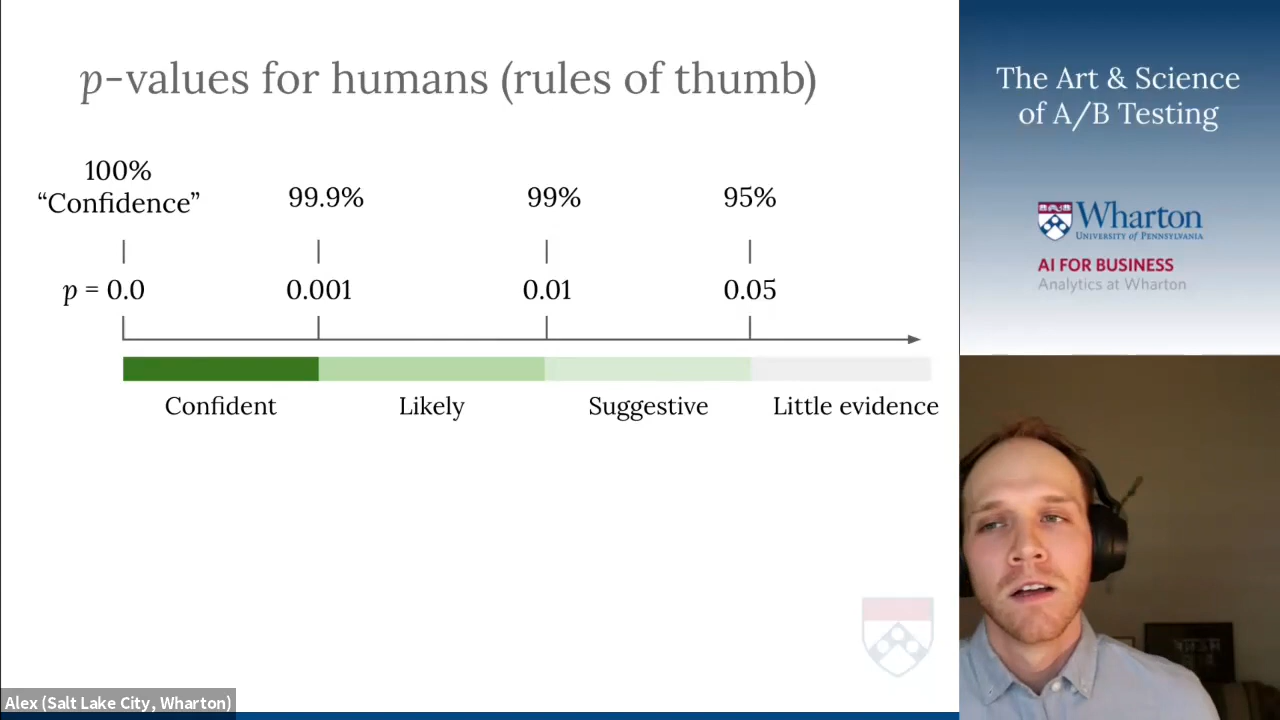 p-values for humans (rules of thumb)
100%
“Confidence”
99.9%
99%
95%
p = 0.0
0.001
0.01
0.05
Confident
Likely
Suggestive
Little evidence
The Art & Science
of A/B Testing
Wharton
UNIVERSITY of PENNSYLVANIA
AI FOR BUSINESS
Analytics at Wharton
Alex (Salt Lake City, Wharton)